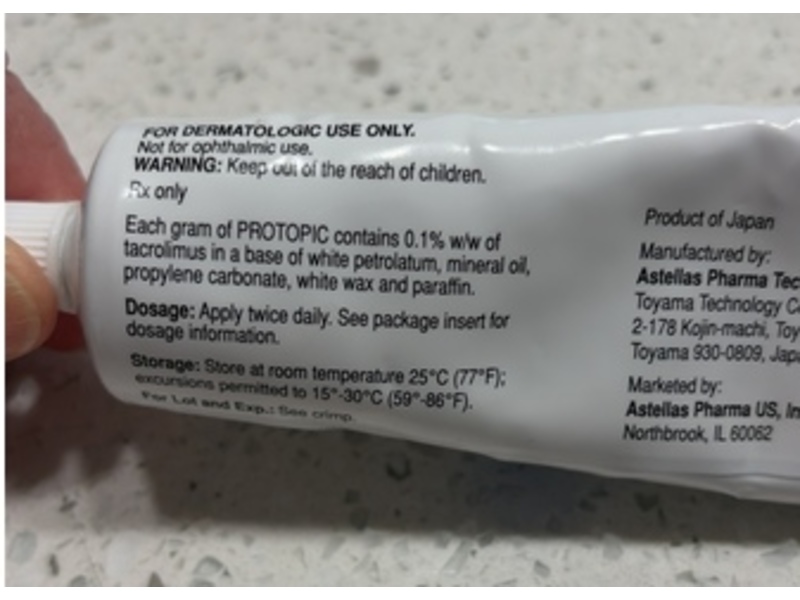 FOR DERMATOLOGIC USE ONLY.
Not for ophthalmic use.
WARNING: Keep out of the reach of children.
Rx only
Each gram of PROTOPIC contains 0.1% w/w of
tacrolimus in a base of white petrolatum, mineral oil,
propylene carbonate, white wax and paraffin.
Dosage: Apply twice daily. See package insert for
dosage information.
Storage: Store at room temperature 25°C (77°F);
excursions permitted to 15°-30°C (59°-86°F).
For Lot and Exp.: See crimp.
Product of Japan
Manufactured by:
Astellas Pharma Tec
Toyama Technology C
2-178 Kojin-machi, Toy
Toyama 930-0809, Japa
Marketed by:
Astellas Pharma US, In
Northbrook, IL 60062